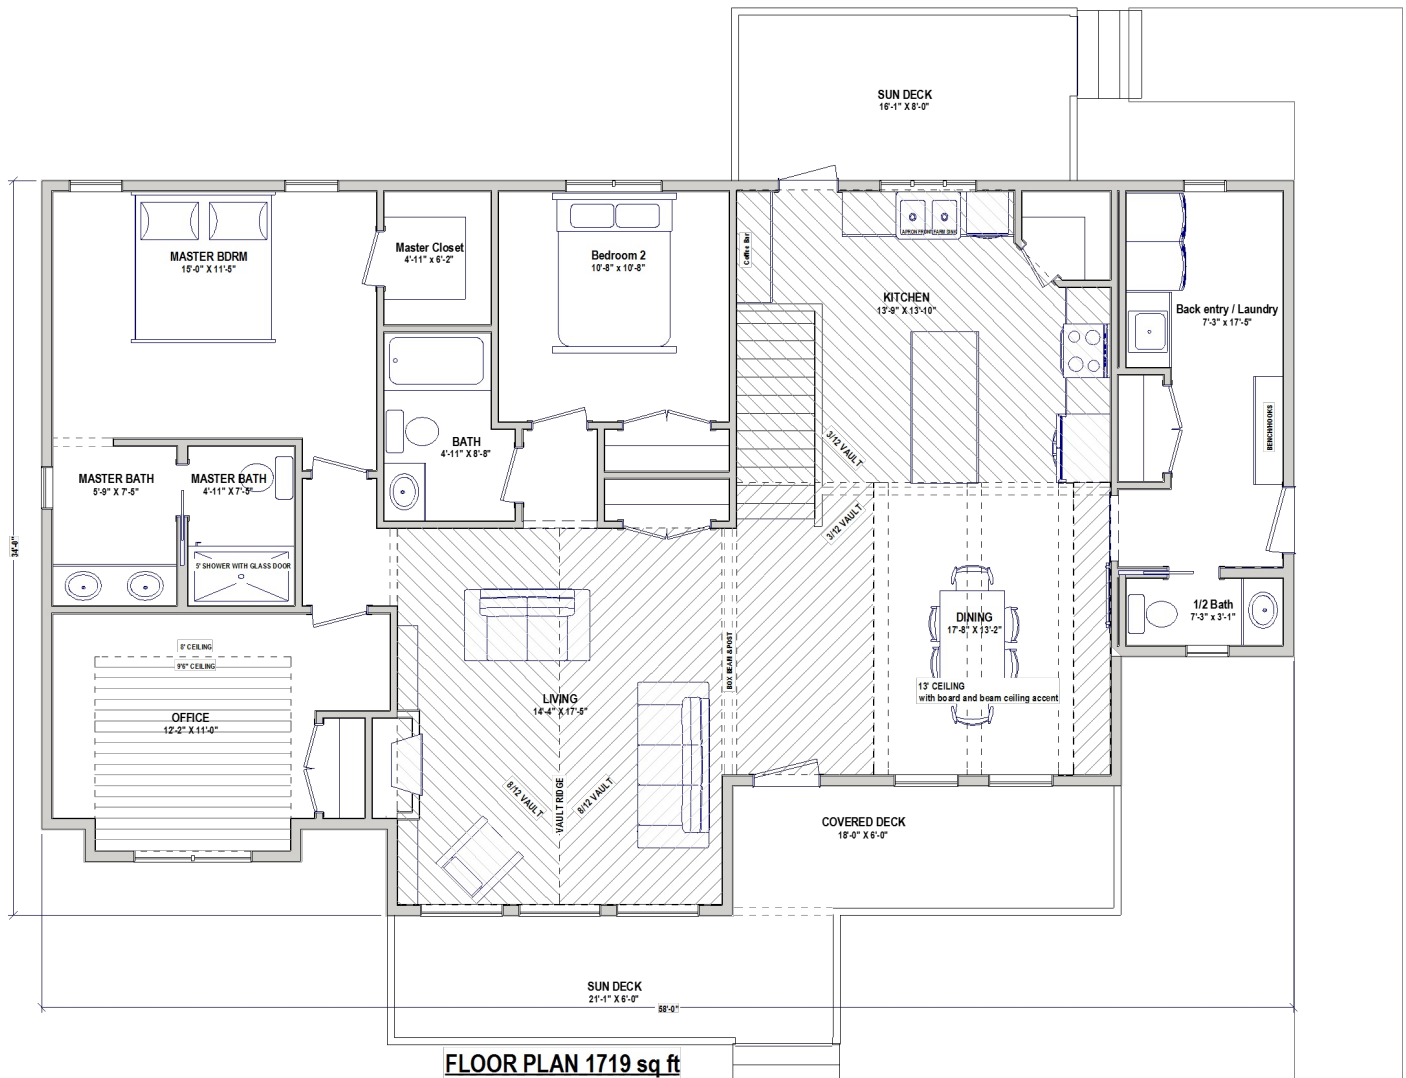 SUN DECK
16'-1" X 8'-0"
MASTER BDRM
15'-0" X 11'-5"
Master Closet
4'-11" x 6'-2"
Bedroom 2
10'-8" x 10'-8"
Coffee Bar
APRON FRONT FARM SINK
KITCHEN
13'-9" X 13'-10"
Back entry / Laundry
7'-3" x 17'-5"
BENCH/HOOKS
BATH
4'-11" X 8'-8"
MASTER BATH
5'-9" X 7'-5"
MASTER BATH
4'-11" X 7'-5"
3/12 VAULT
3/12 VAULT
34'-0"
5' SHOWER WITH GLASS DOOR
1/2 Bath
7'-3" x 3'-1"
DINING
17'-8" X 13'-2"
8' CEILING
9'6" CEILING
BOX BEAM & POST
13' CEILING
with board and beam ceiling accent
LIVING
14'-4" X 17'-5"
OFFICE
12'-2" X 11'-0"
8/12 VAULT
VAULT RIDGE
8/12 VAULT
COVERED DECK
18'-0" X 6'-0"
SUN DECK
21'-1" X 6'-0"
58'-0"
FLOOR PLAN 1719 sq ft